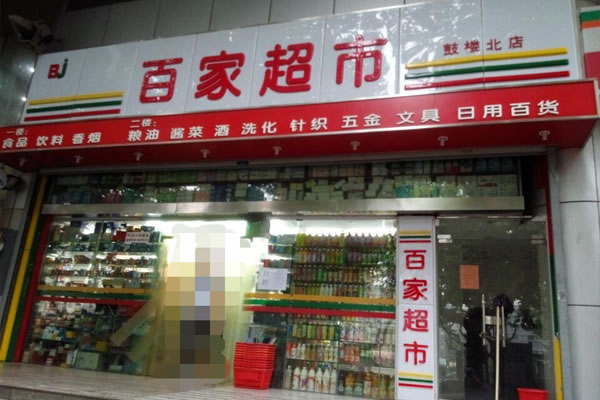 BJ
百家超市
鼓楼北店
一楼：
食品 饮料 香烟
二楼：
粮油 酱菜 酒 洗化 针织 五金 文具 日用百货
百家超市